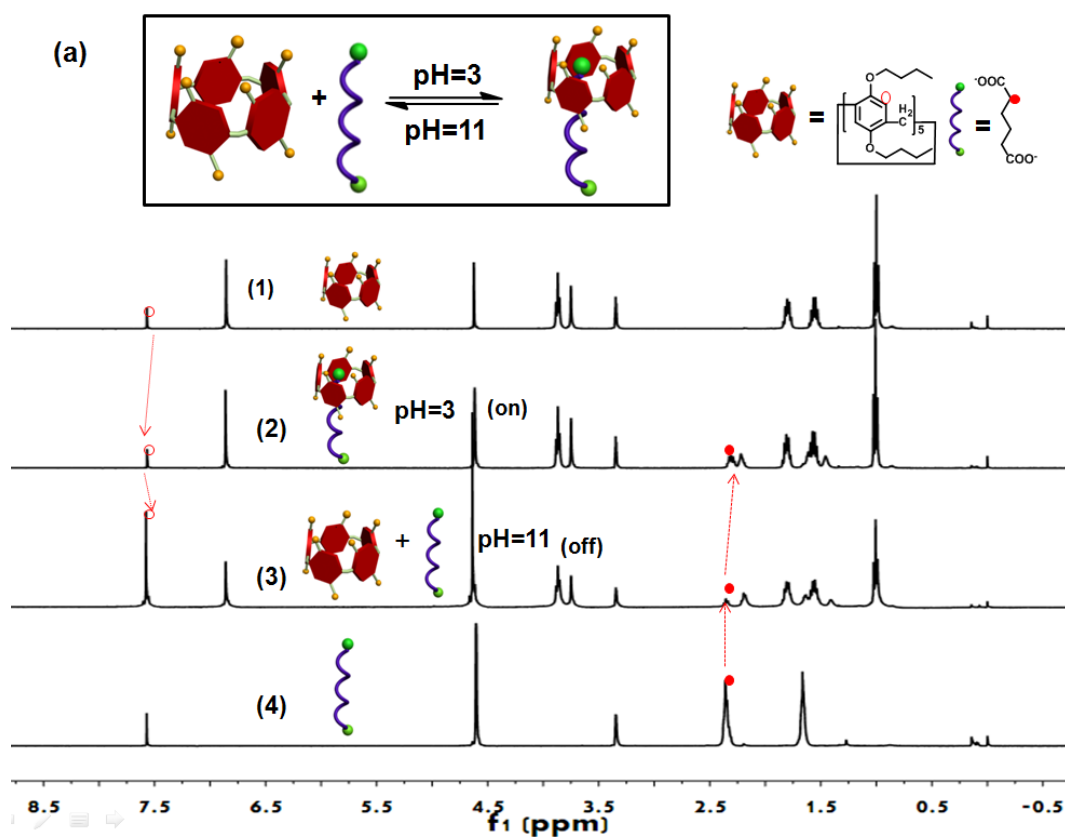 (a)
+
pH=3
pH=11
=
O
H₂
C
5
O
=
⁻OOC
COO⁻
(1)
(2)
pH=3 (on)
(3)
+
pH=11 (off)
(4)
8.5 7.5 6.5 5.5 4.5 3.5 2.5 1.5 0.5 -0.5
f1 (ppm)